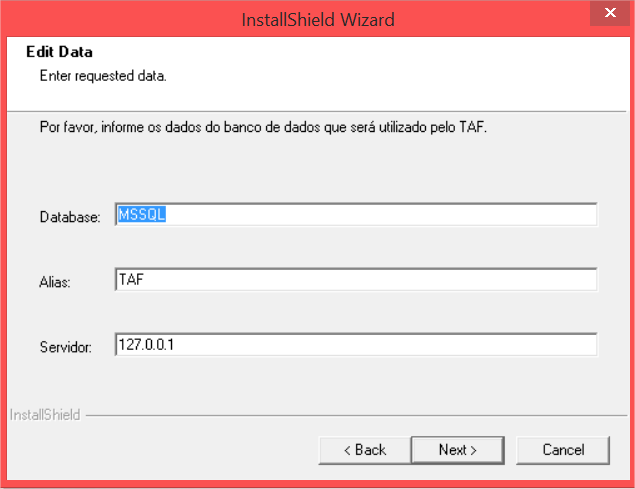 InstallShield Wizard
Edit Data
Enter requested data.
Por favor, informe os dados do banco de dados que será utilizado pelo TAF.
Database: MSSQL
Alias: TAF
Servidor: 127.0.0.1
InstallShield
< Back Next > Cancel